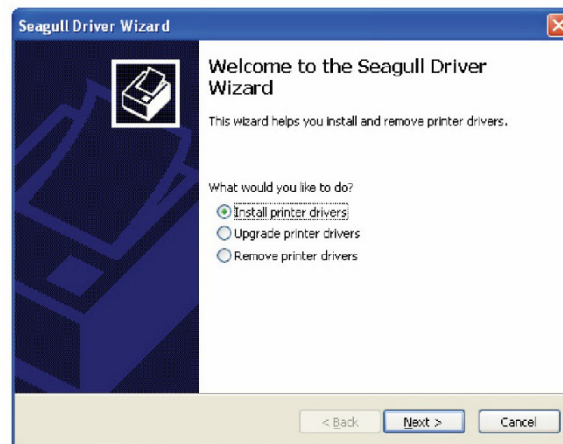 Seagull Driver Wizard
Welcome to the Seagull Driver
Wizard
This wizard helps you install and remove printer drivers.
What would you like to do?
Install printer drivers
Upgrade printer drivers
Remove printer drivers
< Back Next > Cancel